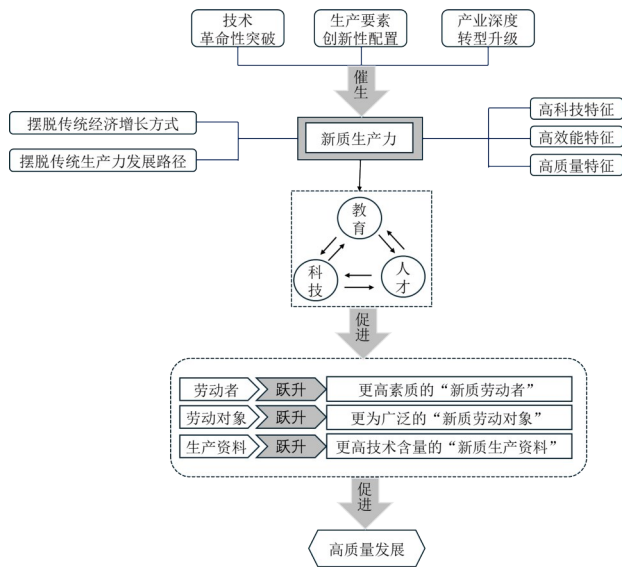 技术
革命性突破
生产要素
创新性配置
产业深度
转型升级
催生
摆脱传统经济增长方式
摆脱传统生产力发展路径
新质生产力
高科技特征
高效能特征
高质量特征
教育
科技
人才
促进
劳动者
跃升
更高素质的“新质劳动者”
劳动对象
跃升
更为广泛的“新质劳动对象”
生产资料
跃升
更高技术含量的“新质生产资料”
促进
高质量发展